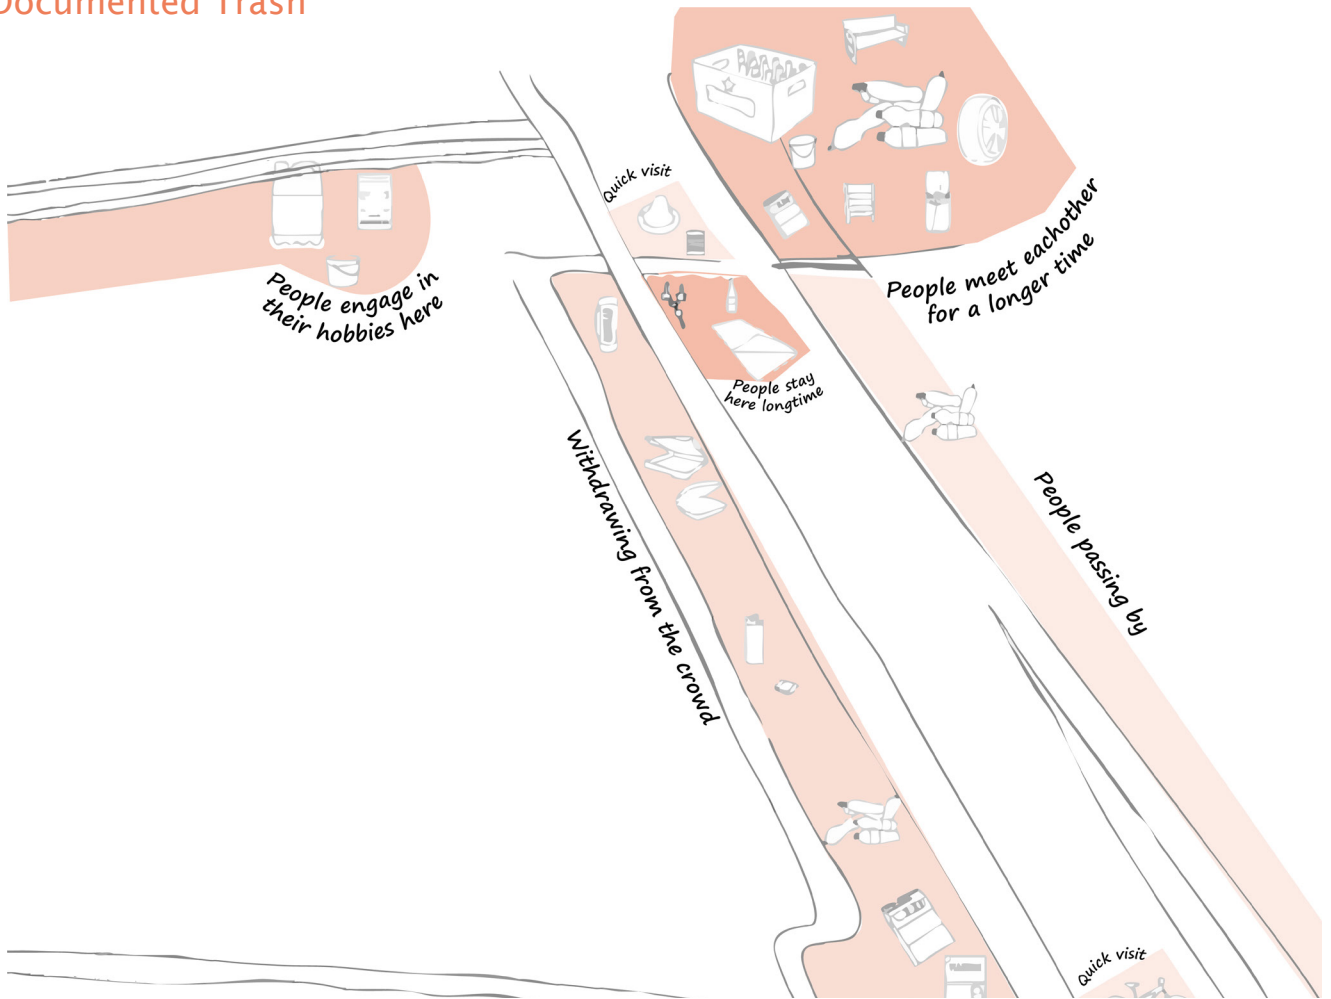 Documented Trash
Quick visit
People meet eachother
for a longer time
People engage in
their hobbies here
People stay
here longtime
Withdrawing from the crowd
People passing by
Quick visit